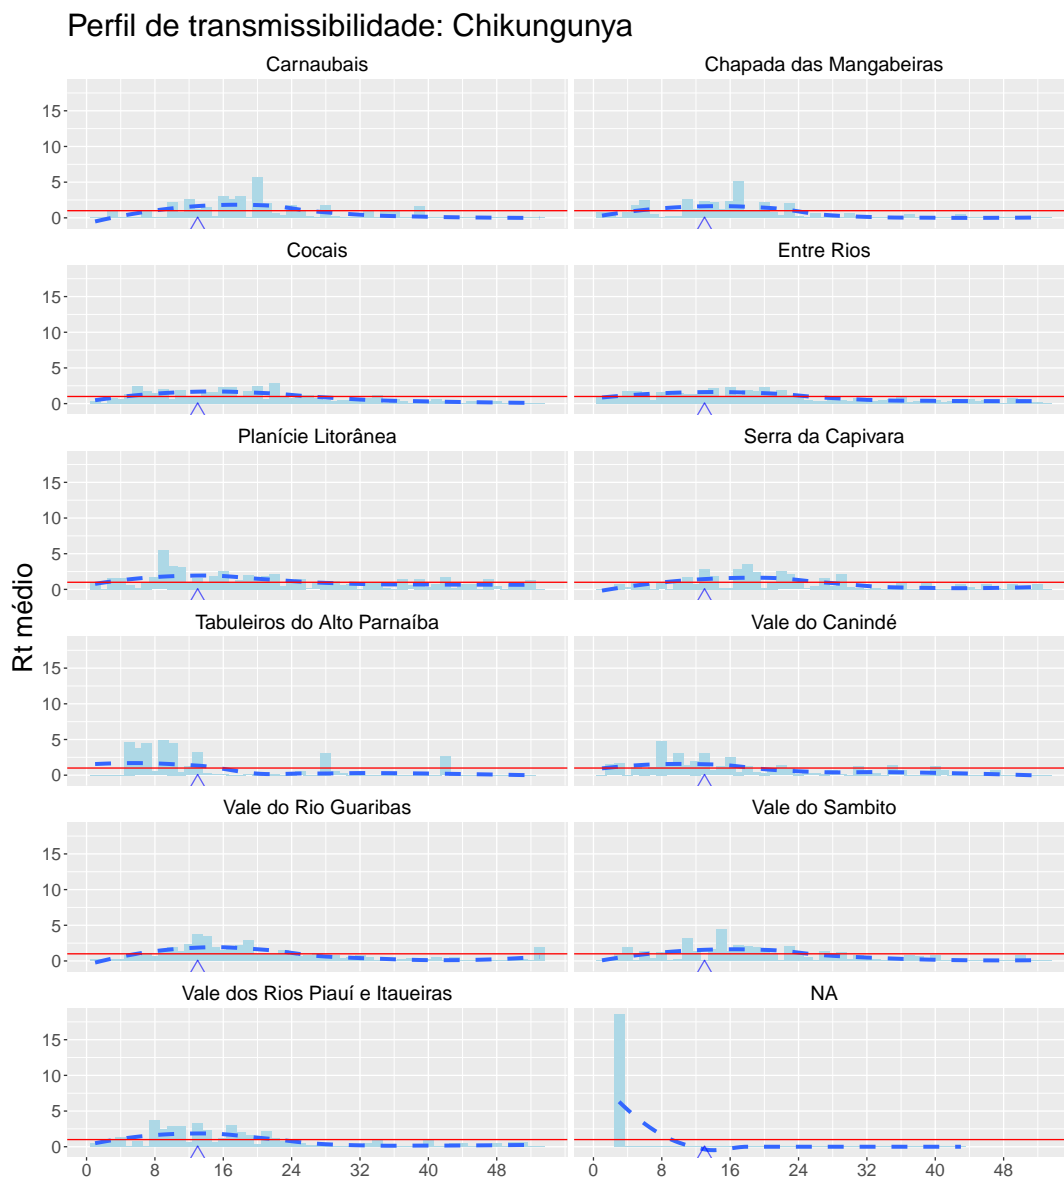 Perfil de transmissibilidade: Chikungunya
Carnaubais
Chapada das Mangabeiras
15
10
5
0
Cocais
Entre Rios
15
10
5
0
Planície Litorânea
Serra da Capivara
15
10
5
0
Rt médio
Tabuleiros do Alto Parnaíba
Vale do Canindé
15
10
5
0
Vale do Rio Guaribas
Vale do Sambito
15
10
5
0
Vale dos Rios Piauí e Itaueiras
NA
15
10
5
0
0 8 16 24 32 40 48
0 8 16 24 32 40 48